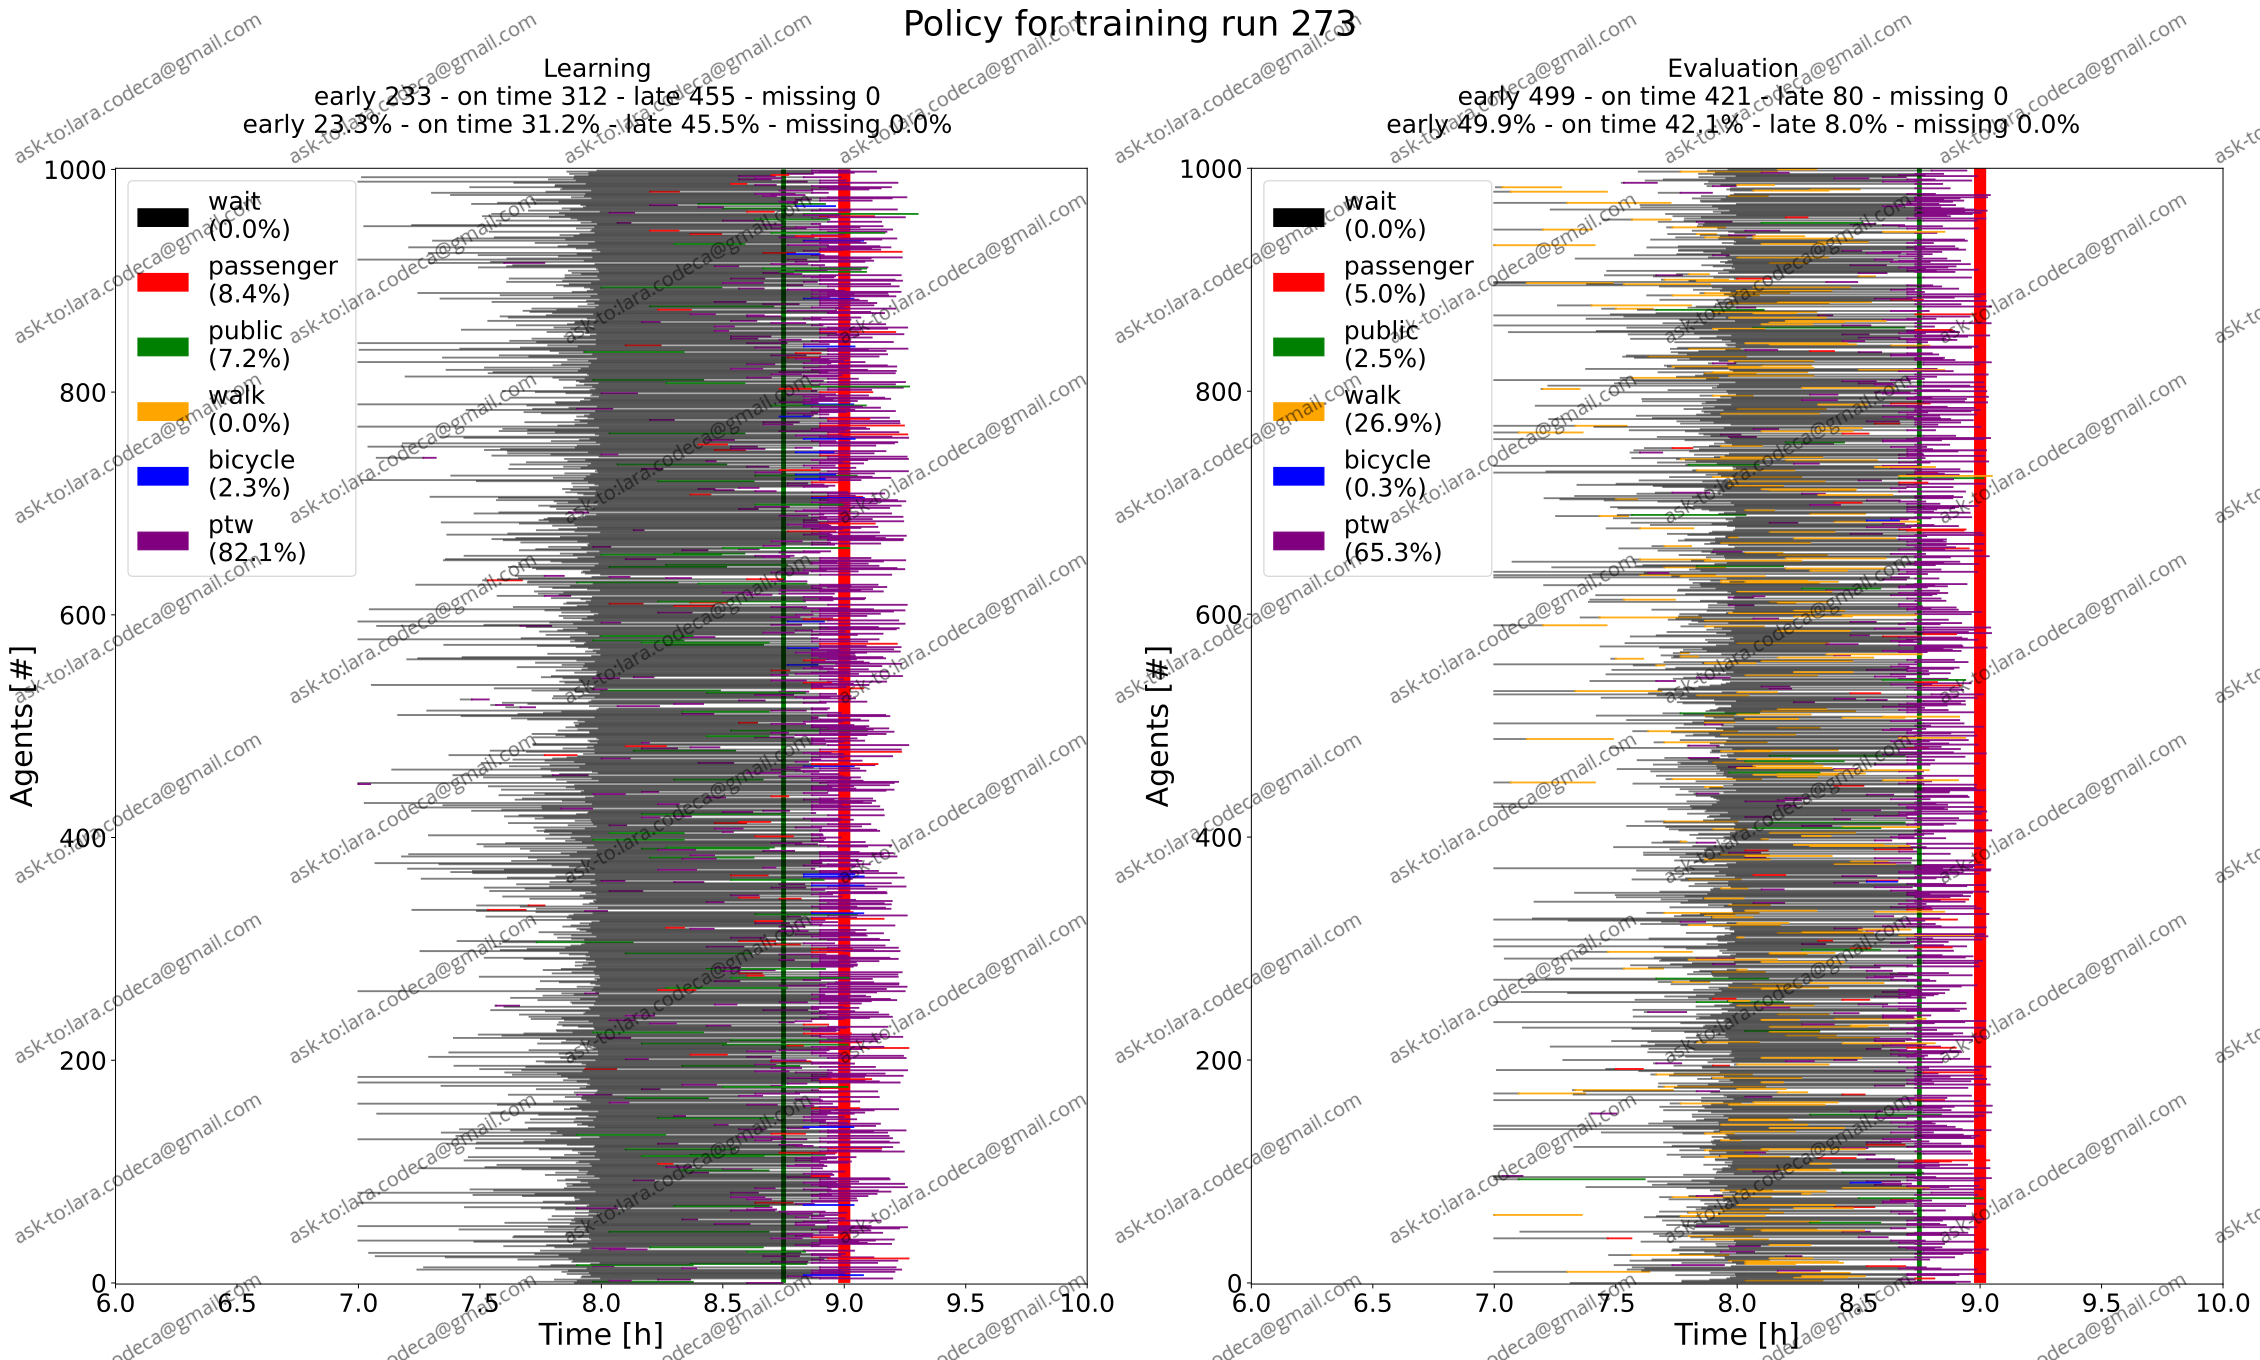 Policy for training run 273
Learning
early 233 - on time 312 - late 455 - missing 0
early 23.3% - on time 31.2% - late 45.5% - missing 0.0%
Evaluation
early 499 - on time 421 - late 80 - missing 0
early 49.9% - on time 42.1% - late 8.0% - missing 0.0%
wait
(0.0%)
passenger
(8.4%)
public
(7.2%)
walk
(0.0%)
bicycle
(2.3%)
ptw
(82.1%)
1000
800
600
400
200
0
Agents [#]
6.0 6.5 7.0 7.5 8.0 8.5 9.0 9.5 10.0
Time [h]
wait
(0.0%)
passenger
(5.0%)
public
(2.5%)
walk
(26.9%)
bicycle
(0.3%)
ptw
(65.3%)
1000
800
600
400
200
0
Agents [#]
6.0 6.5 7.0 7.5 8.0 8.5 9.0 9.5 10.0
Time [h]
ask-to:lara.codeca@gmail.com